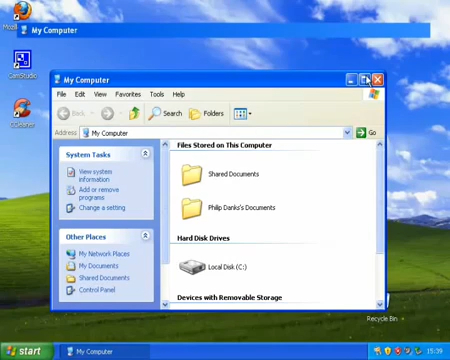 My Computer
CamStudio
CCleaner
My Computer
File Edit View Favorites Tools Help
Back Search Folders
Address My Computer Go
System Tasks
View system
information
Add or remove
programs
Change a setting
Other Places
My Network Places
My Documents
Shared Documents
Control Panel
Files Stored on This Computer
Shared Documents
Philip Danks's Documents
Hard Disk Drives
Local Disk (C:)
Devices with Removable Storage
Recycle Bin
start My Computer 15:39